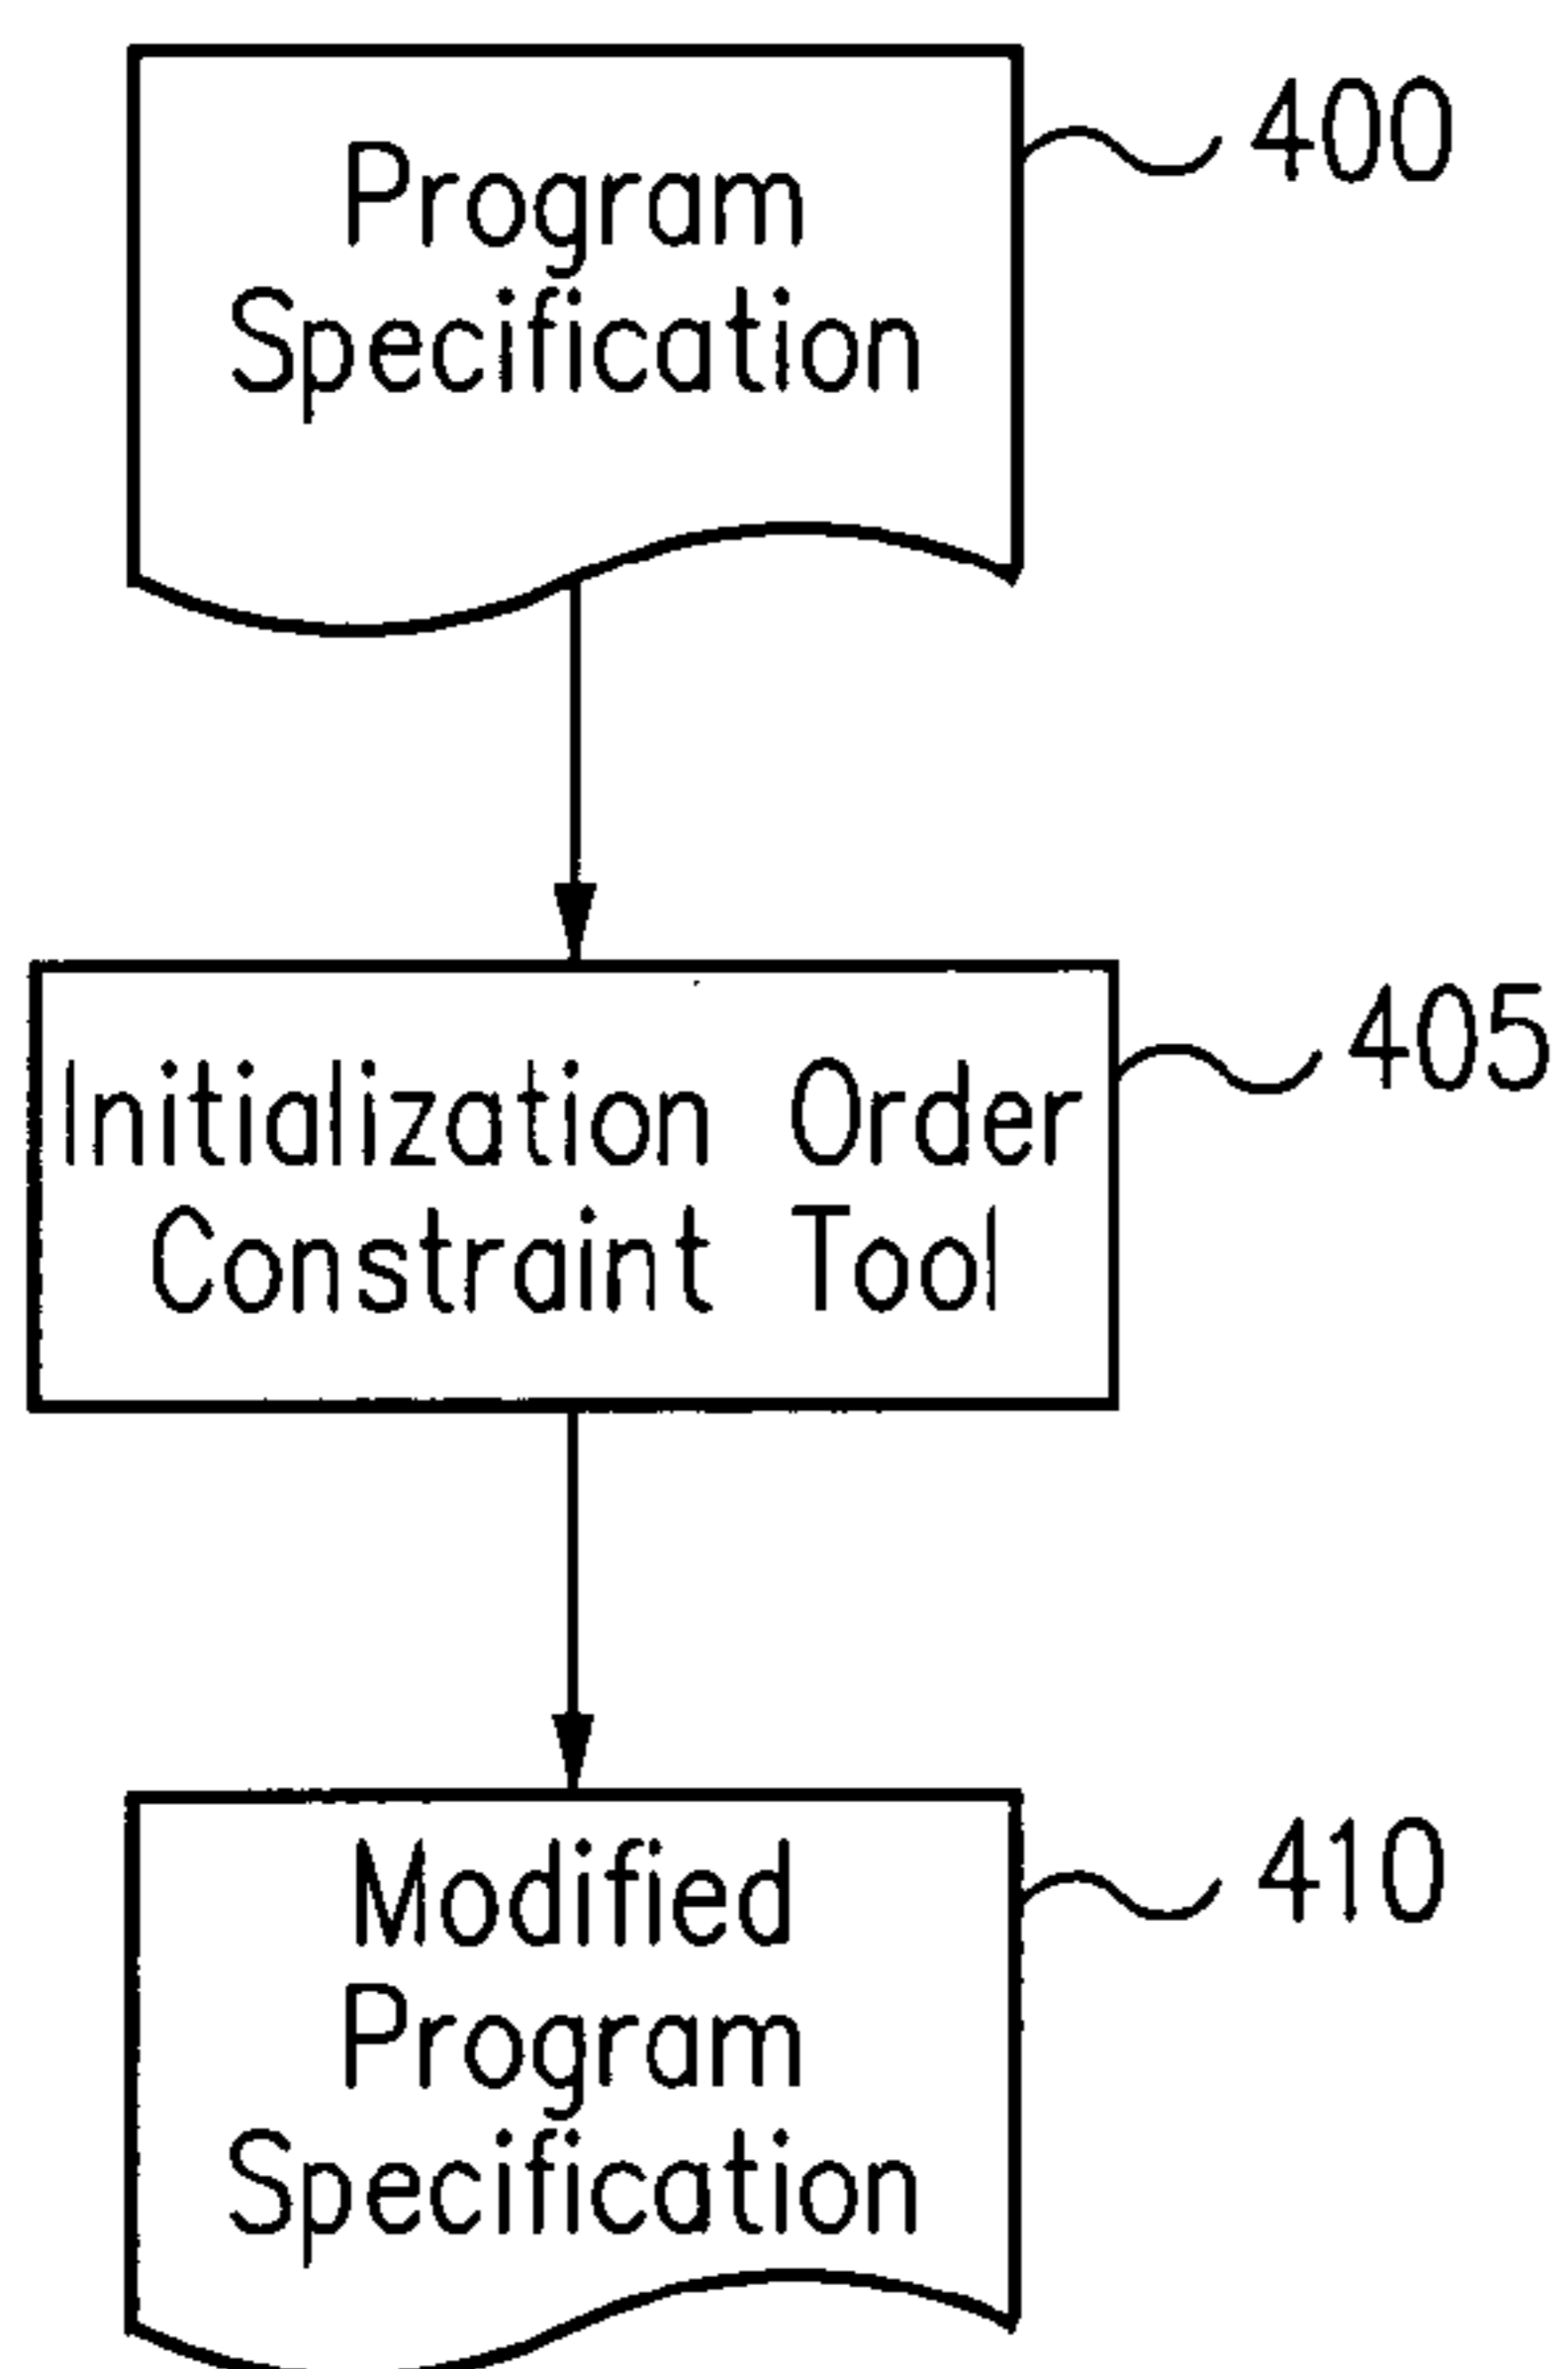 Program
Specification
400
Initialization Order
Constraint Tool
405
Modified
Program
Specification
410